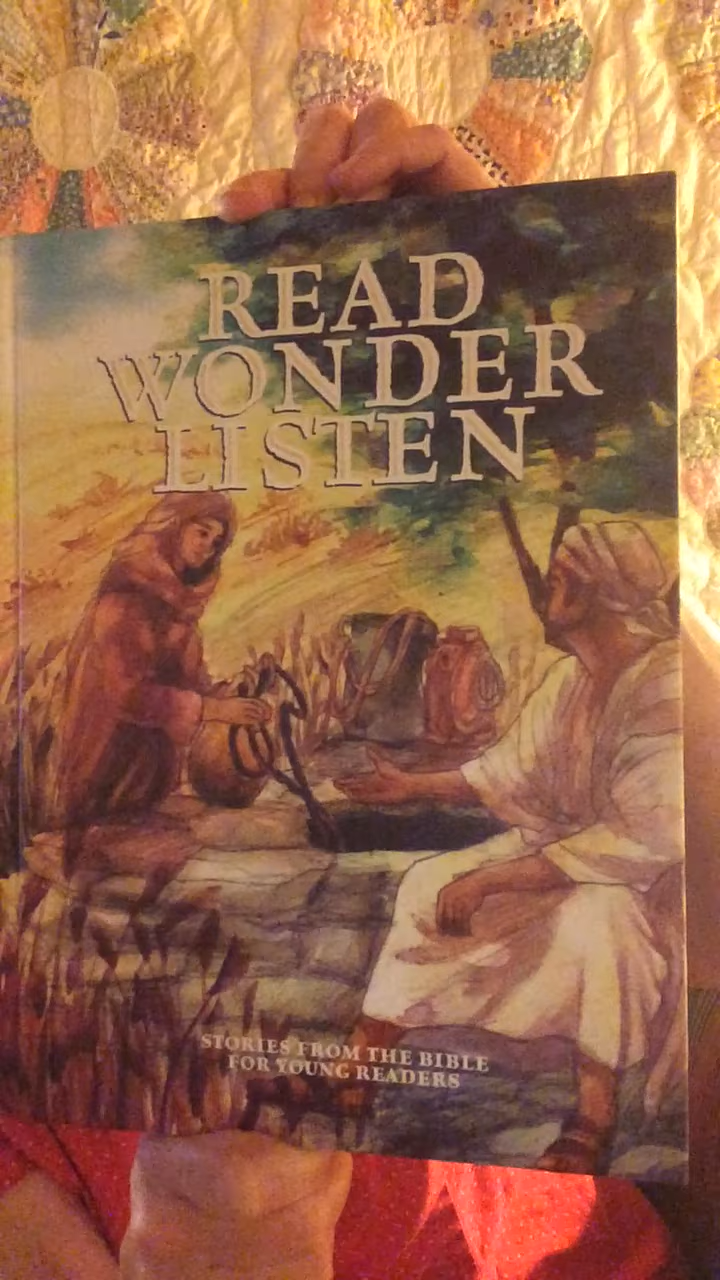 READ
WONDER
LISTEN
STORIES FROM THE BIBLE
FOR YOUNG READERS